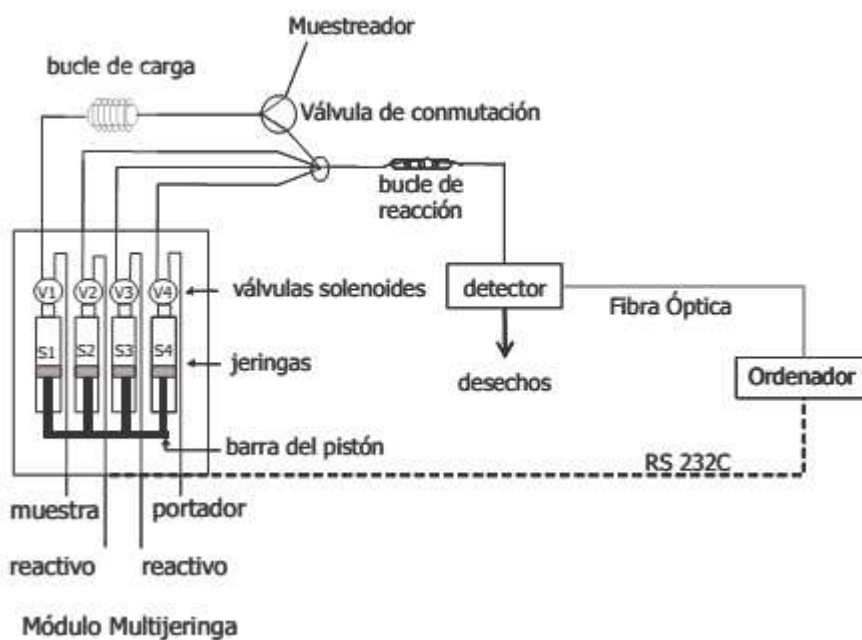 Muestreador
bucle de carga
Válvula de conmutación
bucle de
reacción
V1 V2 V3 V4
válvulas solenoides
detector
Fibra Óptica
S1 S2 S3 S4
jeringas
desechos
Ordenador
barra del pistón
RS 232C
muestra portador
reactivo reactivo
Módulo Multijeringa